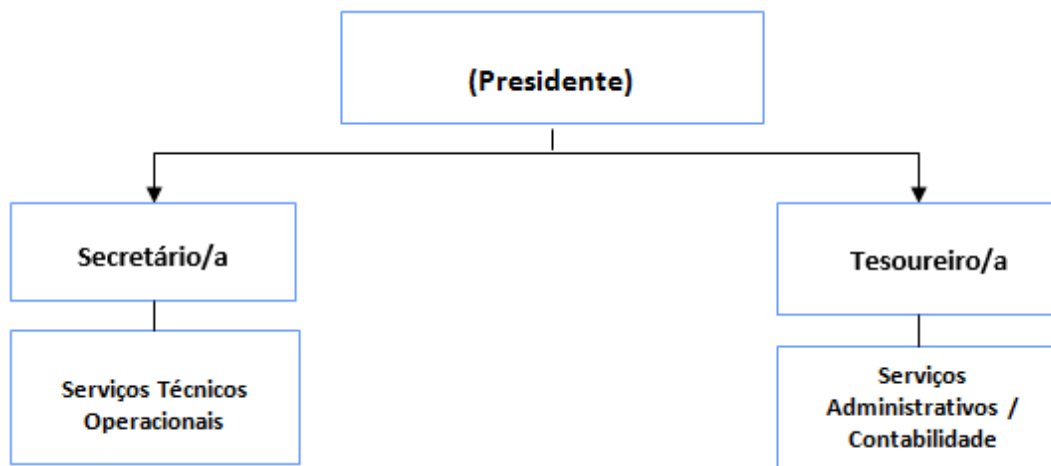 (Presidente)
Secretário/a
Tesoureiro/a
Serviços Técnicos
Operacionais
Serviços
Administrativos /
Contabilidade